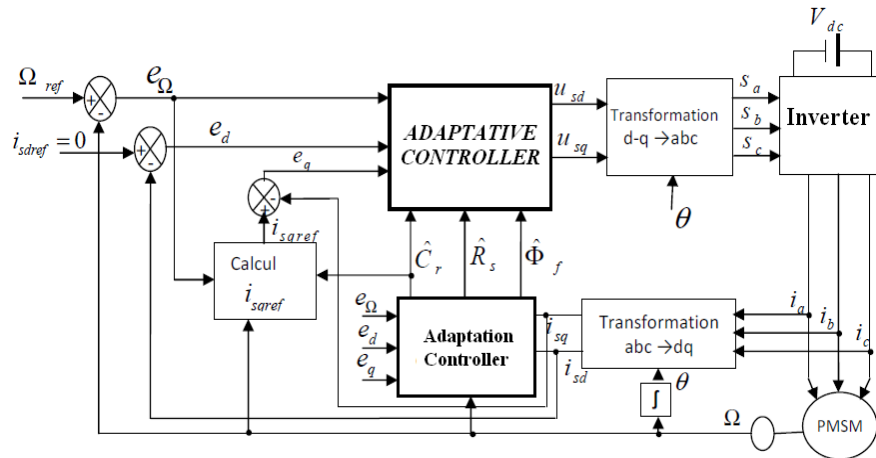 V dc
Ω ref
+
-
e Ω
i sdref = 0
+
-
e d
e q
-
+
i sqref
ADAPTATIVE
CONTROLLER
u sd
u sq
Transformation
d-q →abc
θ
s a
s b
s c
Inverter
Calcul
i sqref
Ĉ r
R̂ s
Φ̂ f
e Ω
e d
e q
Adaptation
Controller
i sq
i sd
Transformation
abc →dq
θ
∫
i a
i b
i c
Ω
PMSM